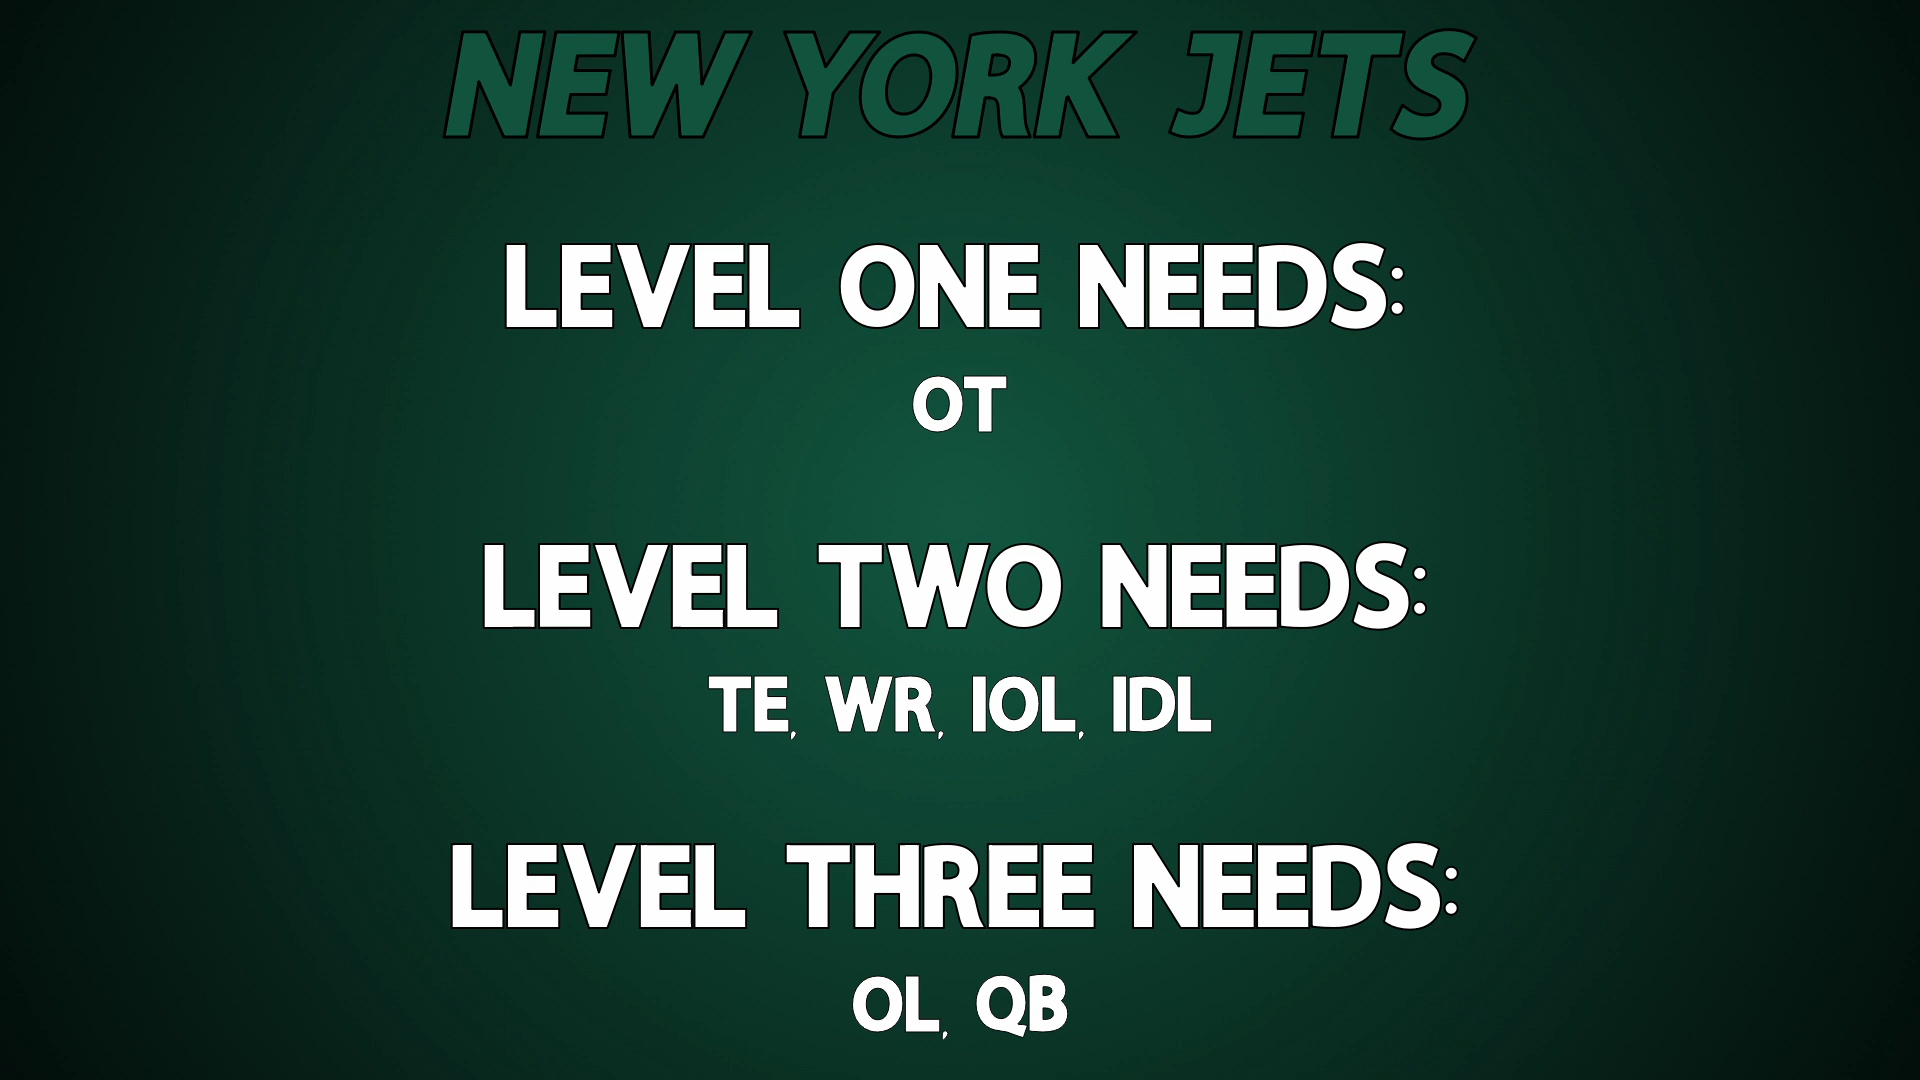 NEW YORK JETS
LEVEL ONE NEEDS:
OT
LEVEL TWO NEEDS:
TE, WR, IOL, IDL
LEVEL THREE NEEDS:
OL, QB